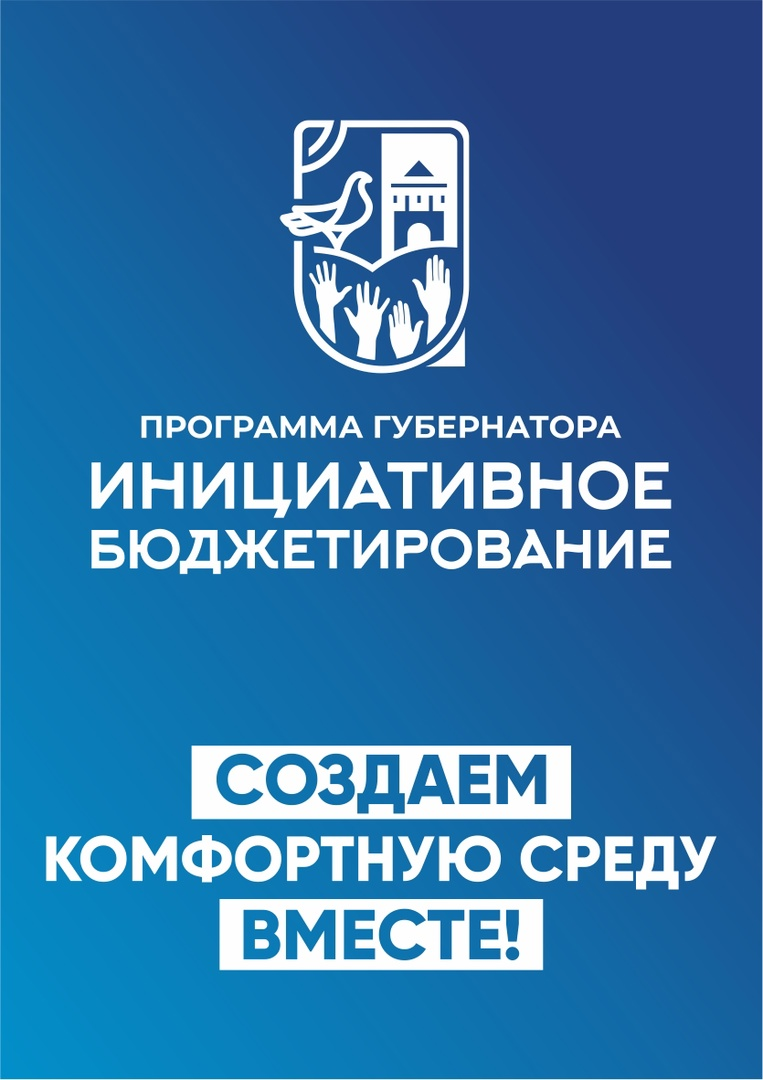 ПРОГРАММА ГУБЕРНАТОРА
ИНИЦИАТИВНОЕ
БЮДЖЕТИРОВАНИЕ
СОЗДАЕМ
КОМФОРТНУЮ СРЕДУ
ВМЕСТЕ!